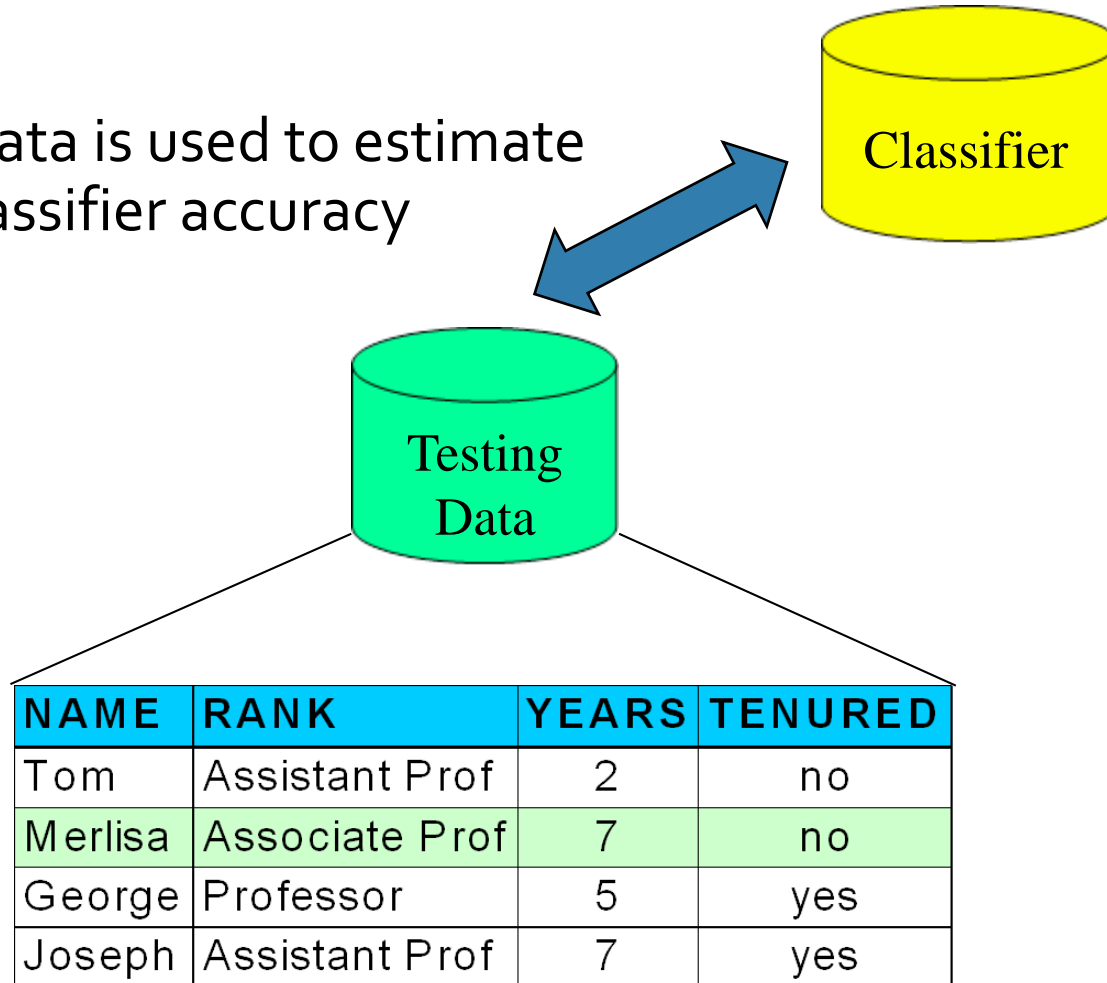 ata is used to estimate
assifier accuracy
Classifier
Testing
Data
NAME RANK YEARS TENURED
Tom Assistant Prof 2 no
Merlisa Associate Prof 7 no
George Professor 5 yes
Joseph Assistant Prof 7 yes